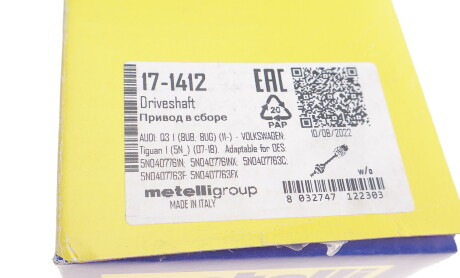 17-1412
Driveshaft
Привод в сборе
EAC
20
PAP
10/08/2022
AUDI: Q3 I (8UB, 8UG) (11-) - VOLKSWAGEN:
Tiguan I (5N_) (07-18). Adaptable for OES:
5N0407761N, 5N0407761NX, 5N0407763C,
5N0407763F, 5N0407763FX
w/o
metelligroup
MADE IN ITALY
8 032747 122303